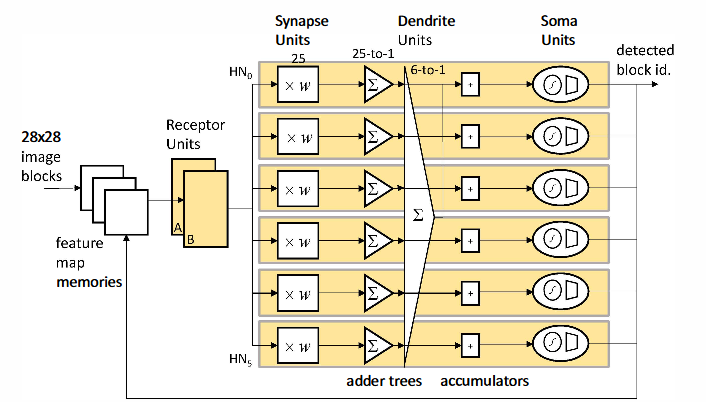 Synapse
Units
Dendrite
Units
Soma
Units
25
25-to-1
6-to-1
detected
block id.
HN0
× w
Σ
+
28x28
image
blocks
Receptor
Units
× w
Σ
+
× w
Σ
+
A
B
Σ
feature
map
memories
× w
Σ
+
× w
Σ
+
HN5
× w
Σ
+
adder trees
accumulators